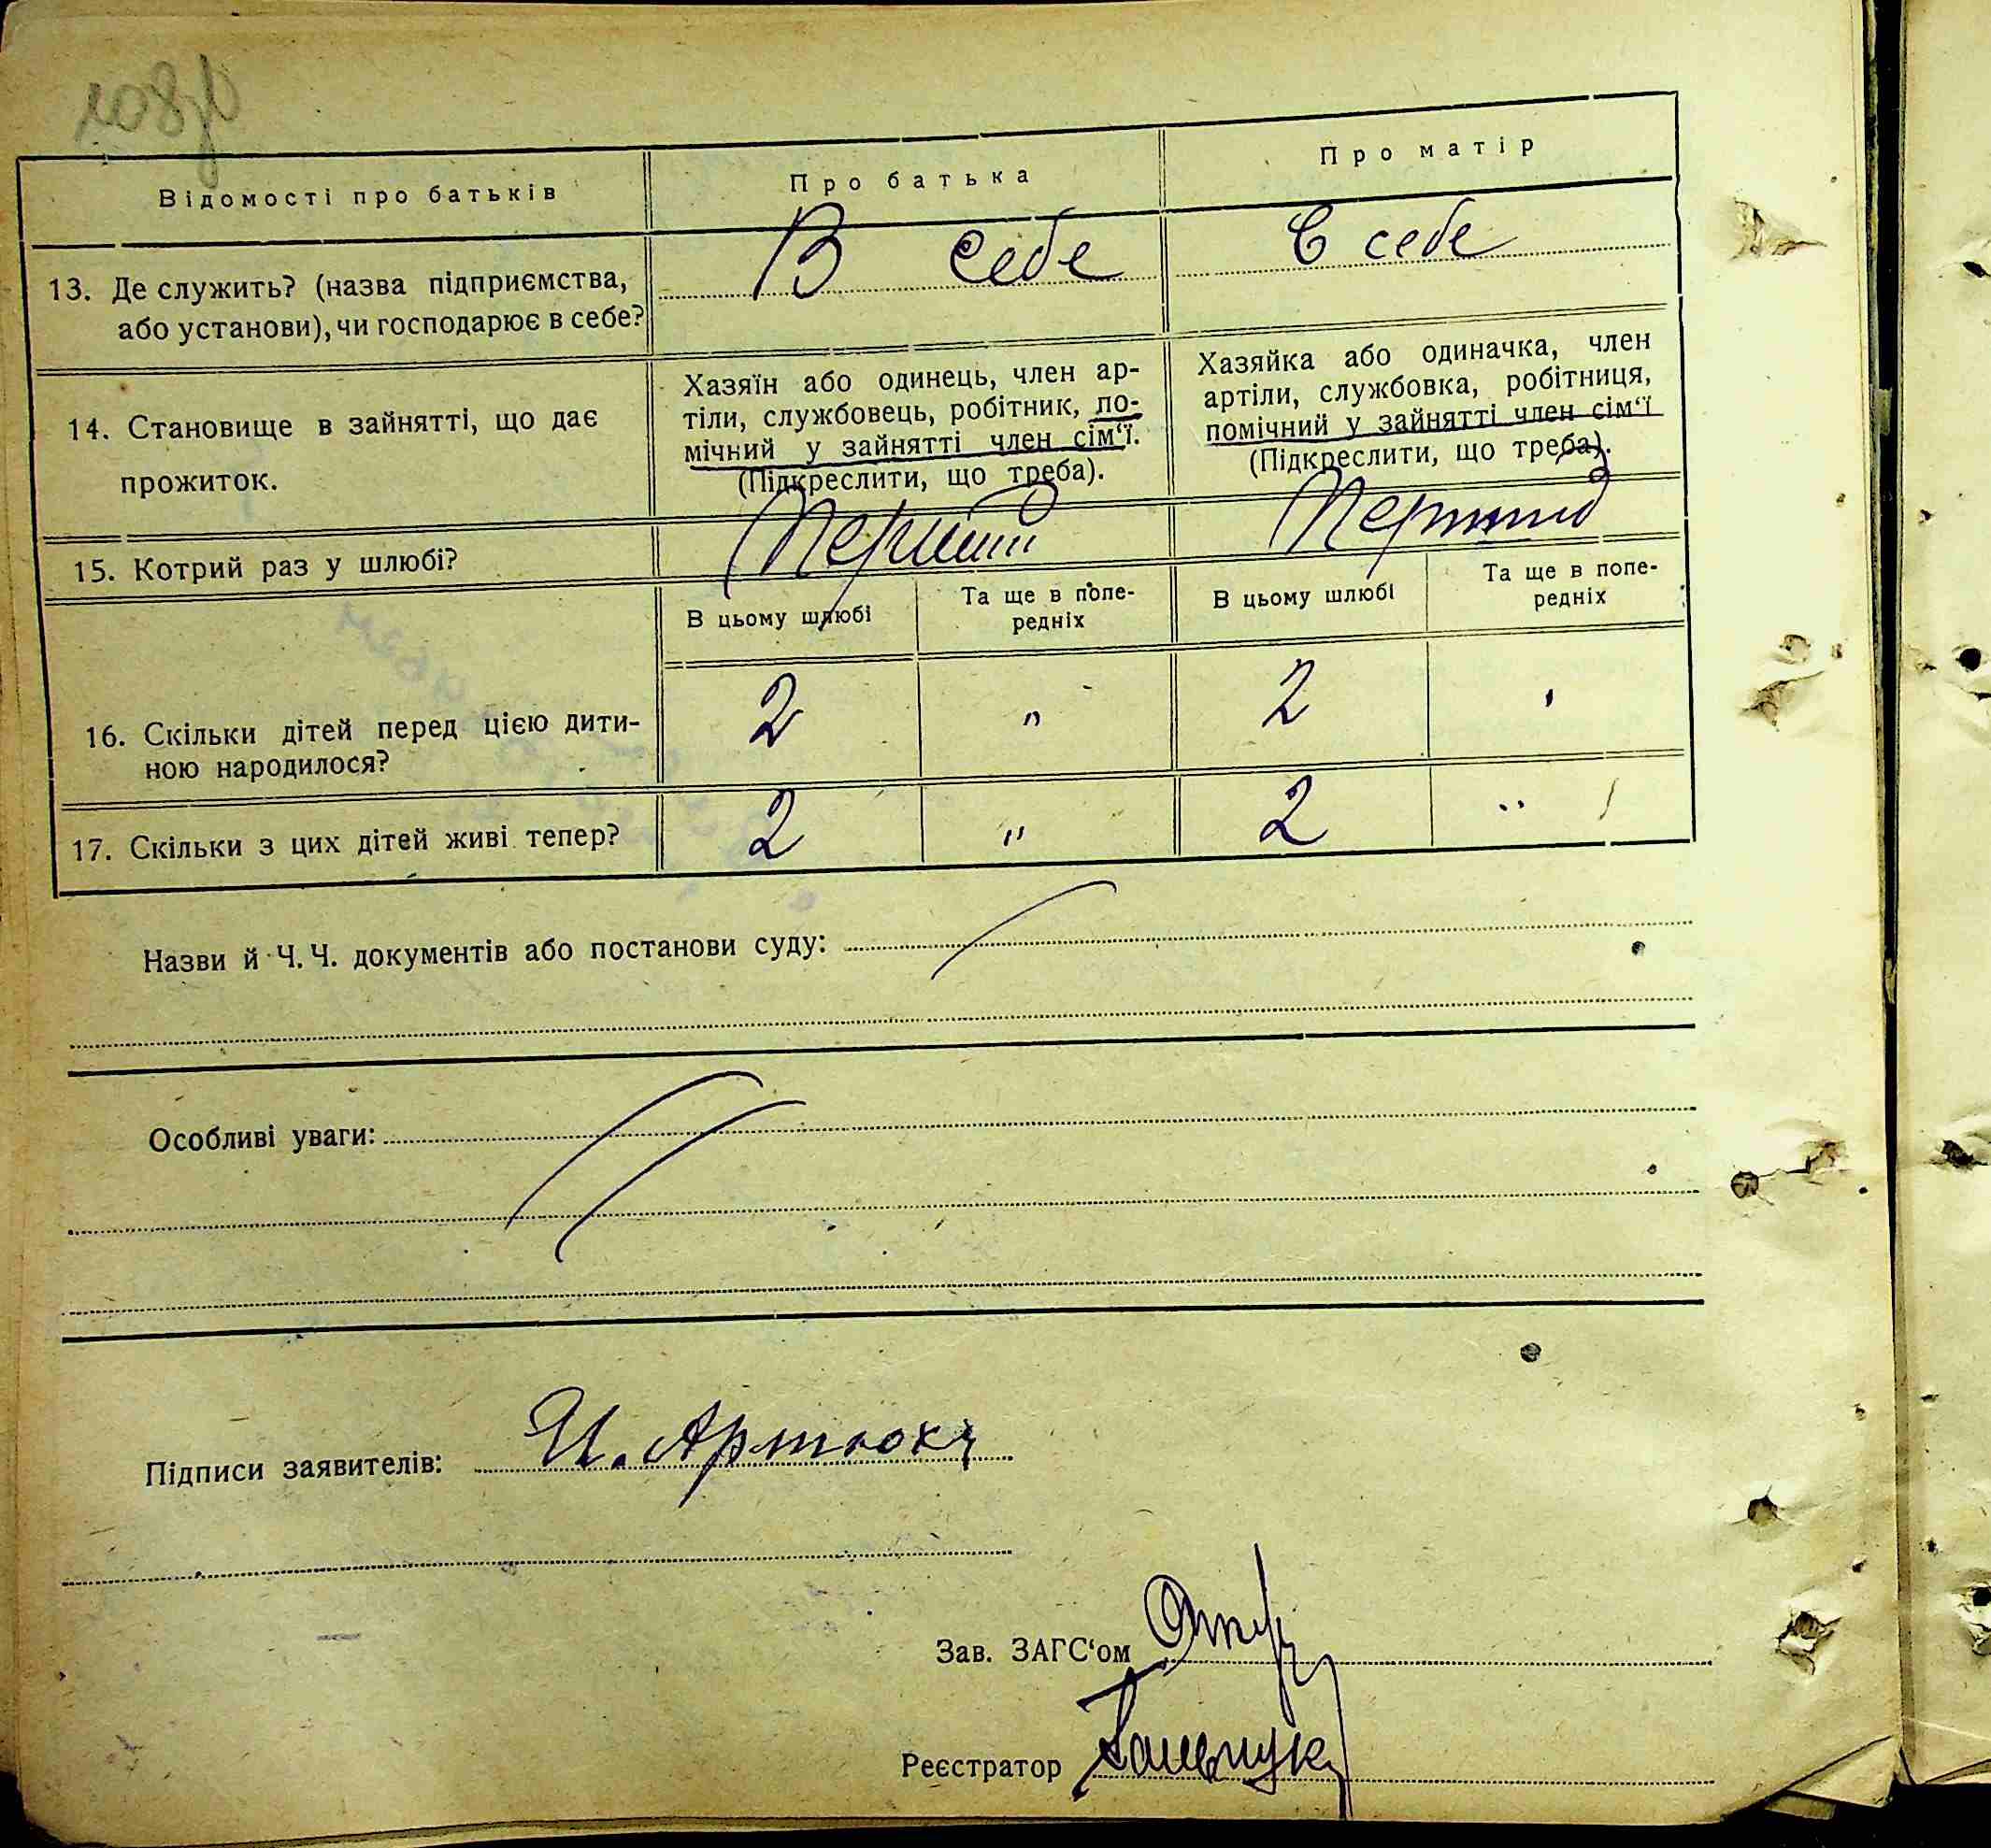 108
Відомості про батьків
Про батька
Про матір
13. Де служить? (назва підприємства,
або установи), чи господарює в себе?
В себе
в себе
14. Становище в зайнятті, що дає
прожиток.
Хазяїн або одинець, член ар-
тіли, службовець, робітник, по-
мічний у зайнятті член сім‘ї.
(Підкреслити, що треба).
Хазяйка або одиначка, член
артіли, службовка, робітниця,
помічний у зайнятті член сім‘ї
(Підкреслити, що треба).
15. Котрий раз у шлюбі?
Перший
В цьому шлюбі
Та ще в попе-
редніх
В цьому шлюбі
Та ще в попе-
редніх
16. Скільки дітей перед цією дити-
ною народилося?
2
"
2
17. Скільки з цих дітей живі тепер?
2
"
2
"
Назви й Ч. Ч. документів або постанови суду:
Особливі уваги:
Підписи заявителів: И. Артюх
Зав. ЗАГС‘ом
Реєстратор